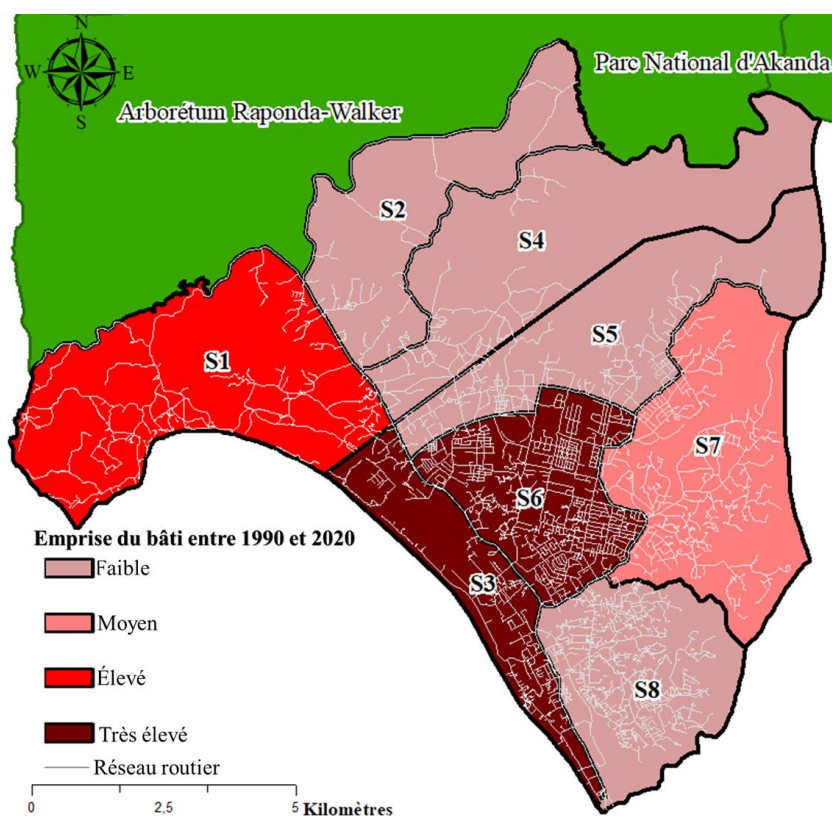 N
W E
S
Parc National d'Akanda
Arborétum Raponda-Walker
S2
S4
S5
S1
S7
S6
S3
S8
Emprise du bâti entre 1990 et 2020
Faible
Moyen
Élevé
Très élevé
Réseau routier
0 2,5 5 Kilomètres